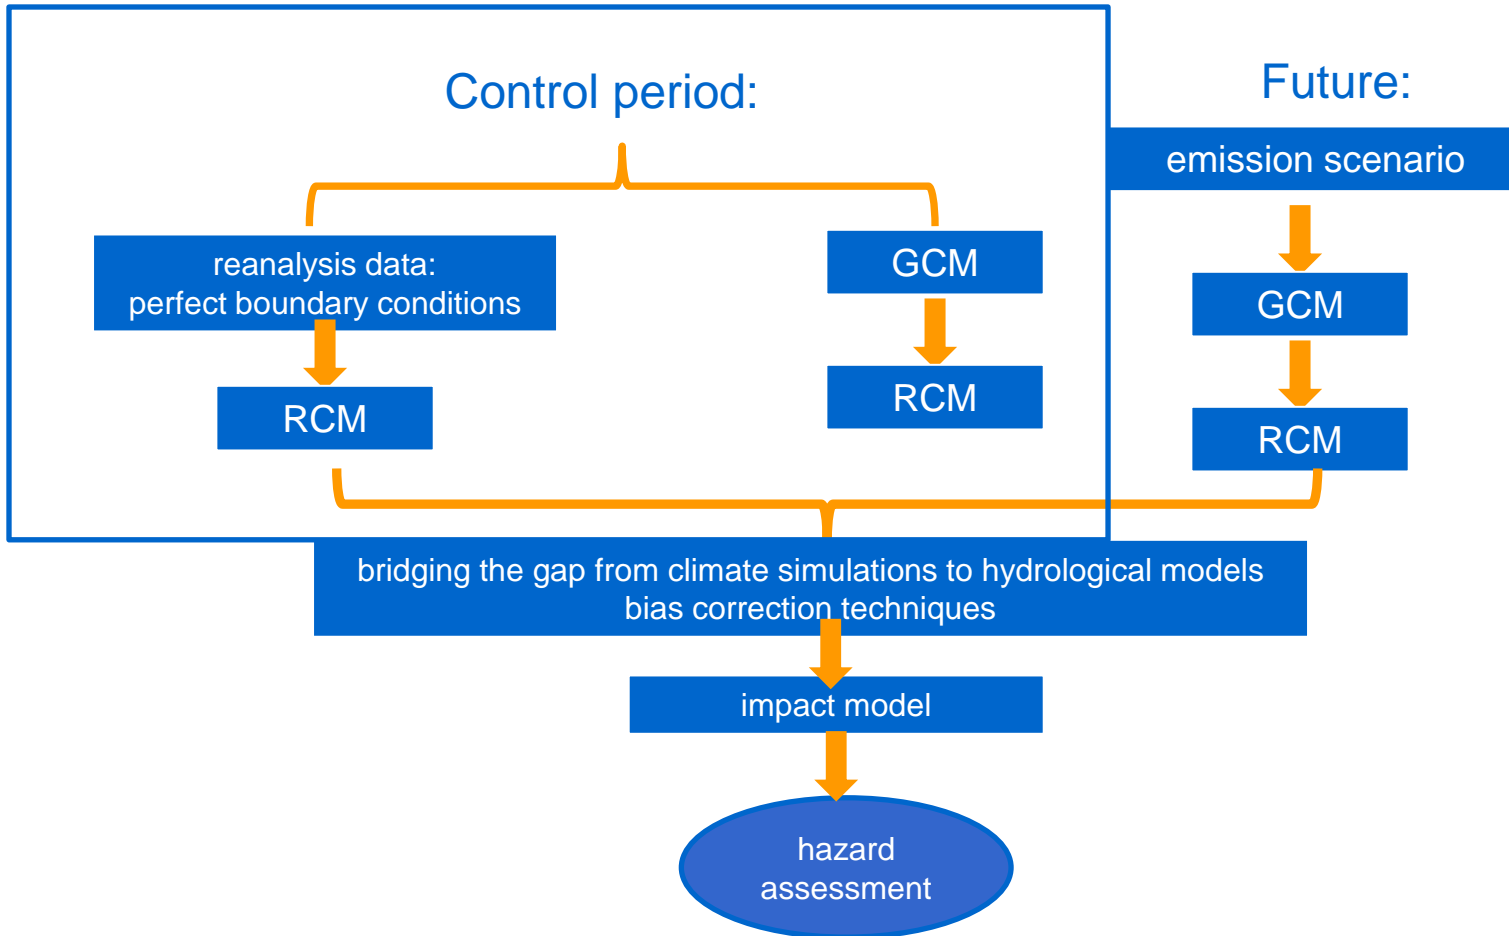 Control period:
Future:
emission scenario
reanalysis data:
perfect boundary conditions
GCM
GCM
RCM
RCM
RCM
bridging the gap from climate simulations to hydrological models
bias correction techniques
impact model
hazard
assessment